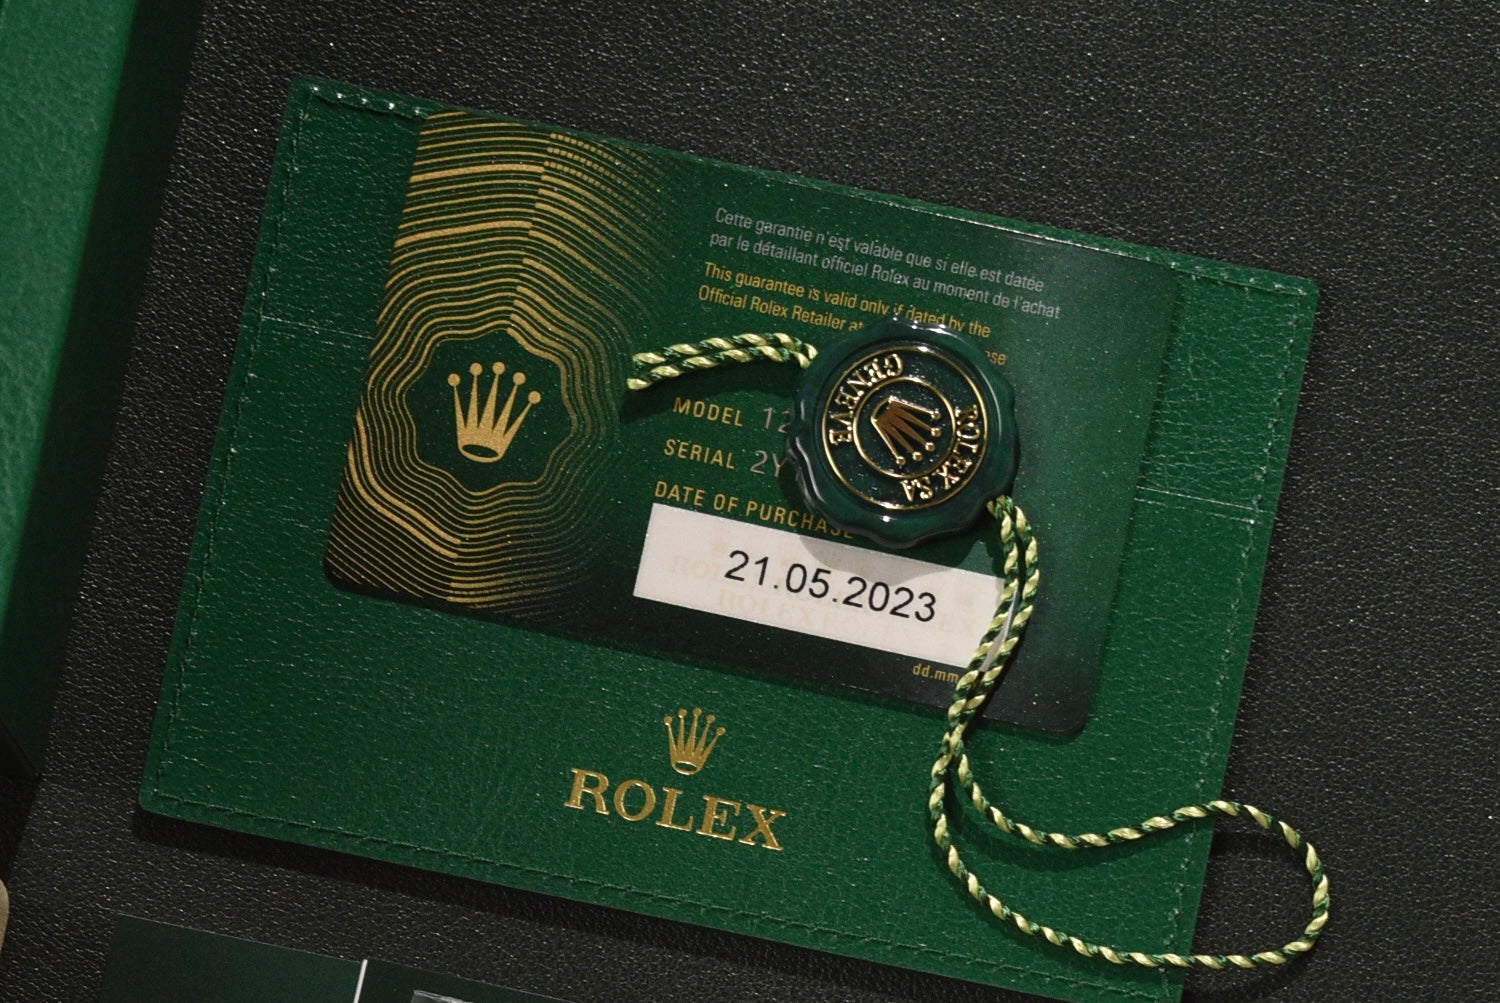 Cette garantie n'est valable que si elle est datée
par le détaillant officiel Rolex au moment de l'achat
This guarantee is valid only if dated by the
Official Rolex Retailer at
MODEL 12
SERIAL 2Y
DATE OF PURCHASE
21.05.2023
dd.mm
GENEVE
ROLEX SA
ROLEX